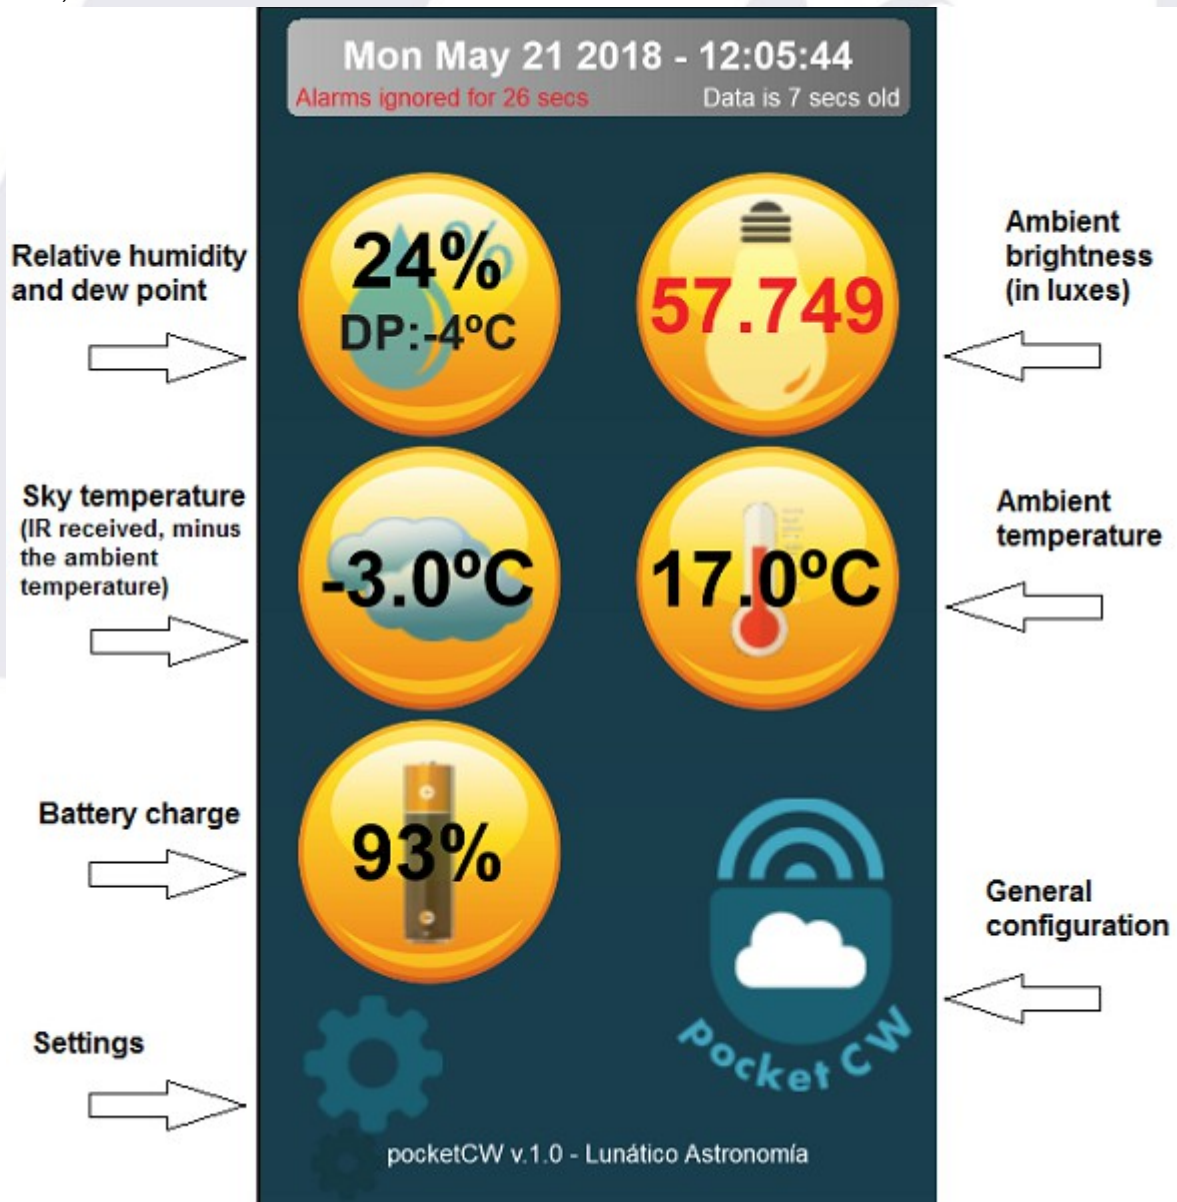 Mon May 21 2018 - 12:05:44
Alarms ignored for 26 secs
Data is 7 secs old
Relative humidity
and dew point
24%
DP:-4ºC
57.749
Ambient
brightness
(in luxes)
Sky temperature
(IR received, minus
the ambient
temperature)
-3.0ºC
17.0ºC
Ambient
temperature
Battery charge
93%
General
configuration
pocketCW
Settings
pocketCW v.1.0 - Lunático Astronomía